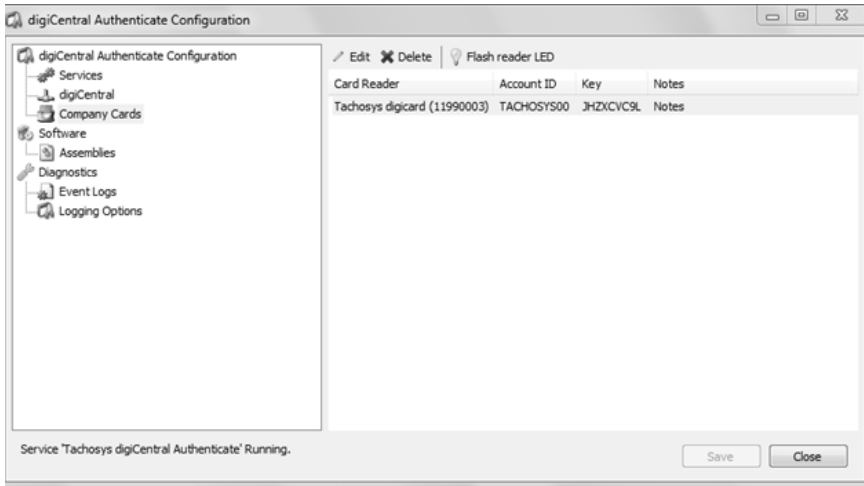 digiCentral Authenticate Configuration
digiCentral Authenticate Configuration
Services
digiCentral
Company Cards
Software
Assemblies
Diagnostics
Event Logs
Logging Options
Edit Delete Flash reader LED
Card Reader Account ID Key Notes
Tachosys digicard (11990003) TACHOSYS00 JHZXCVC9L Notes
Service 'Tachosys digiCentral Authenticate' Running.
Save Close